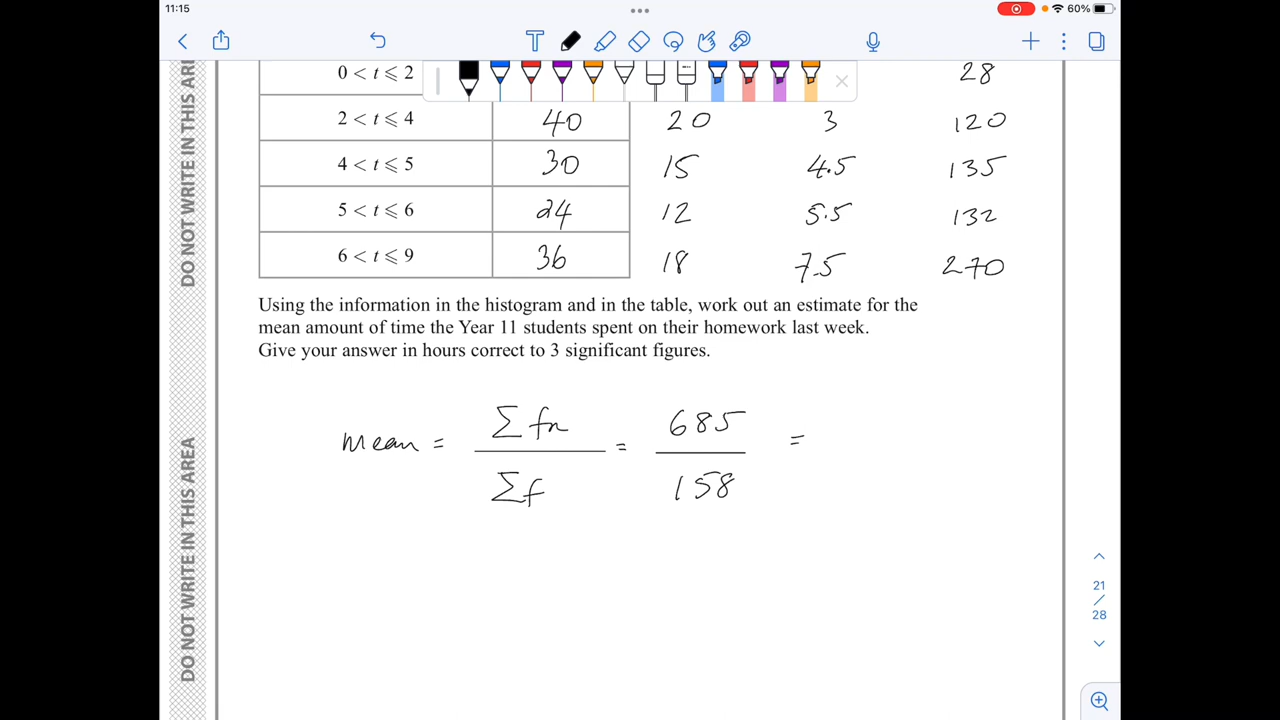 11:15
60%
DO NOT WRITE IN THIS AR
0 < t ⩽ 2 28
2 < t ⩽ 4 40 20 3 120
4 < t ⩽ 5 30 15 4.5 135
5 < t ⩽ 6 24 12 5.5 132
6 < t ⩽ 9 36 18 7.5 270
Using the information in the histogram and in the table, work out an estimate for the
mean amount of time the Year 11 students spent on their homework last week.
Give your answer in hours correct to 3 significant figures.
mean = Σfx / Σf = 685 / 158 =
DO NOT WRITE IN THIS AREA
21
/
28